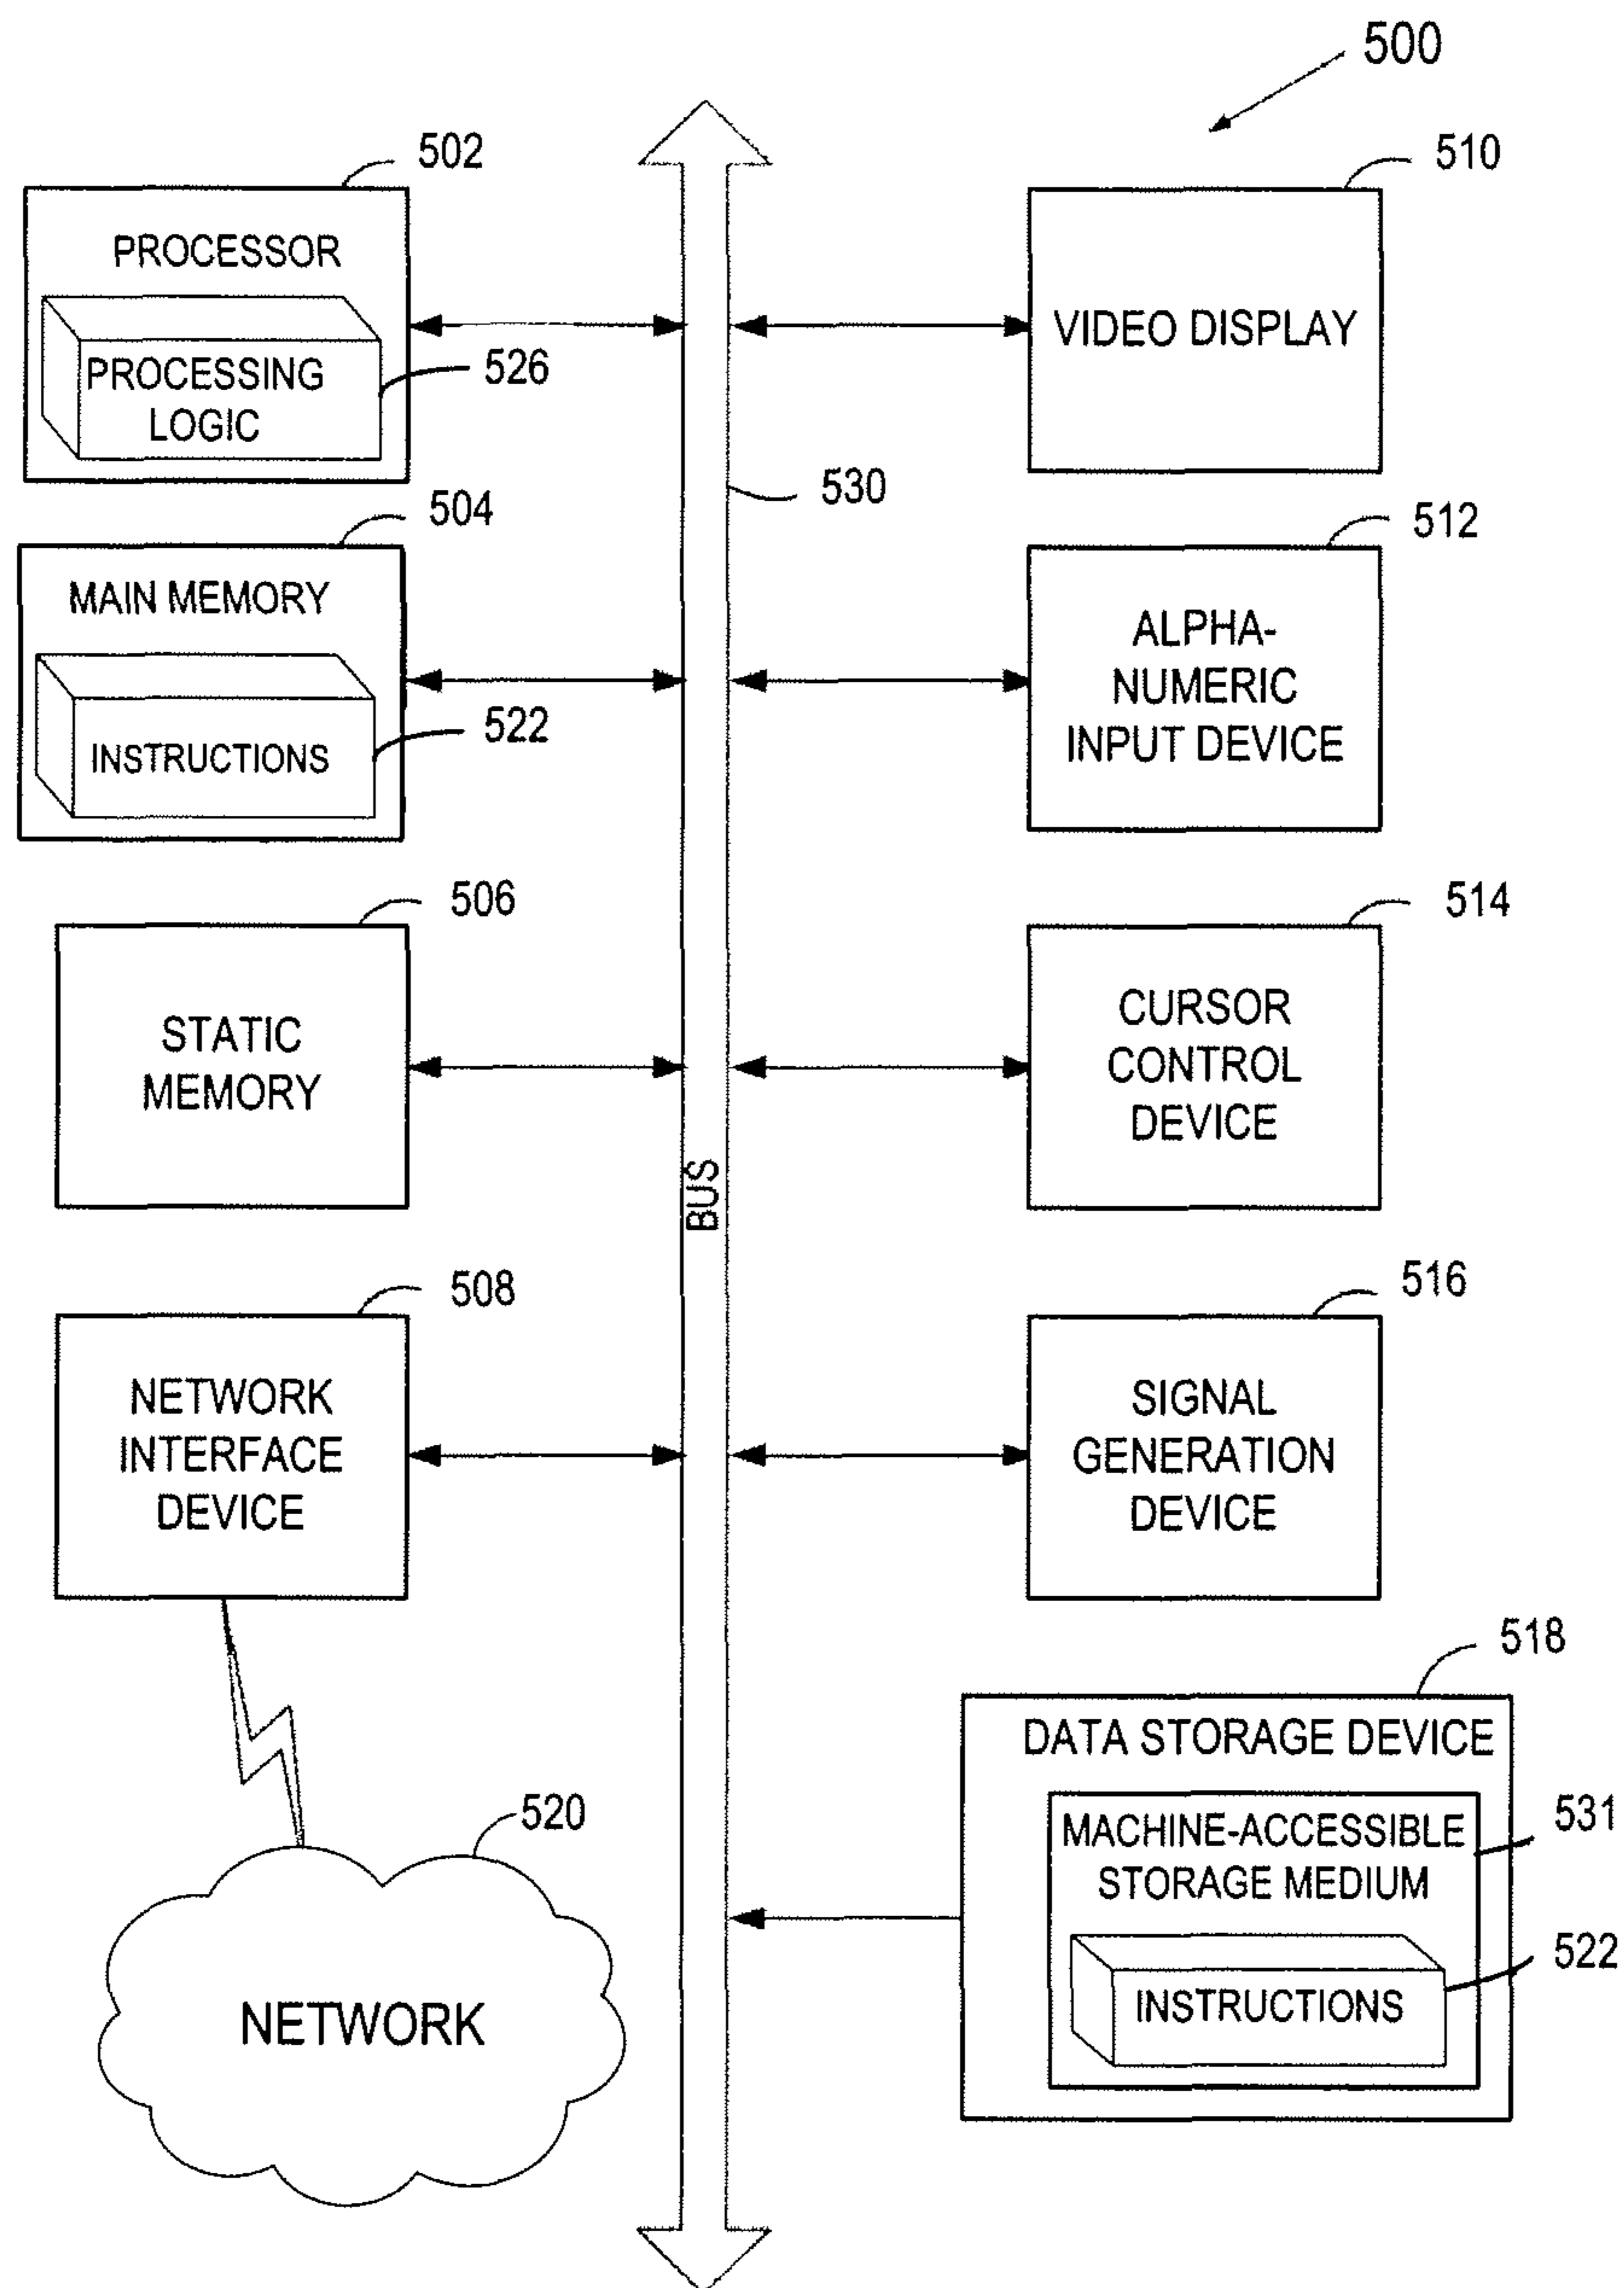 500
502
PROCESSOR
PROCESSING
LOGIC
526
510
VIDEO DISPLAY
530
504
MAIN MEMORY
INSTRUCTIONS
522
512
ALPHA-
NUMERIC
INPUT DEVICE
506
STATIC
MEMORY
514
CURSOR
CONTROL
DEVICE
BUS
508
NETWORK
INTERFACE
DEVICE
516
SIGNAL
GENERATION
DEVICE
518
DATA STORAGE DEVICE
MACHINE-ACCESSIBLE
STORAGE MEDIUM
531
INSTRUCTIONS
522
520
NETWORK